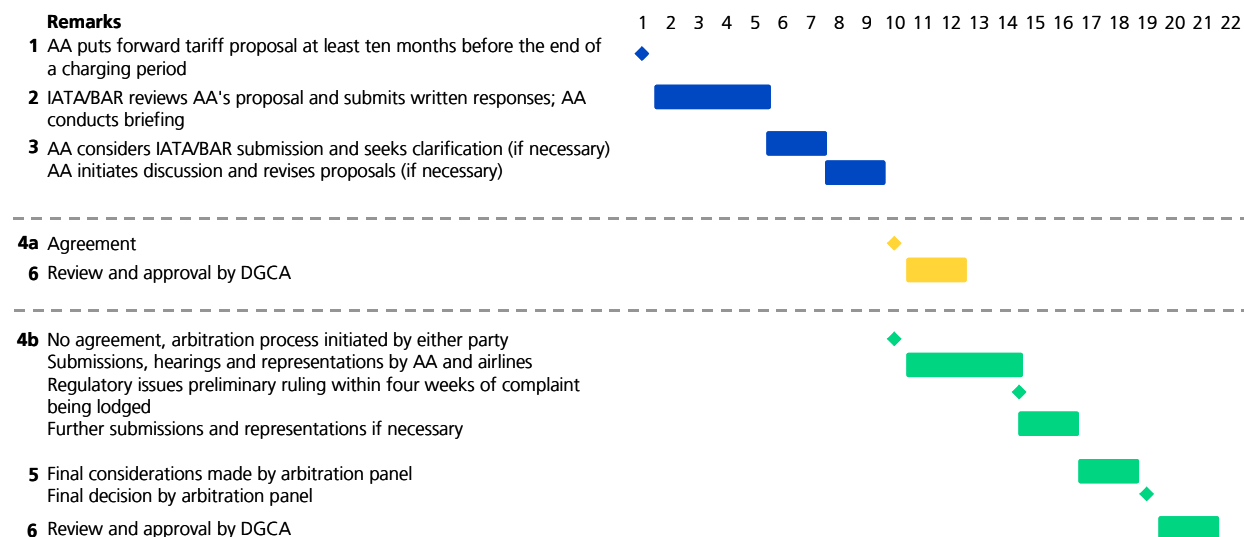 Remarks 1 2 3 4 5 6 7 8 9 10 11 12 13 14 15 16 17 18 19 20 21 22
1 AA puts forward tariff proposal at least ten months before the end of
a charging period
2 IATA/BAR reviews AA's proposal and submits written responses; AA
conducts briefing
3 AA considers IATA/BAR submission and seeks clarification (if necessary)
AA initiates discussion and revises proposals (if necessary)
4a Agreement
6 Review and approval by DGCA
4b No agreement, arbitration process initiated by either party
Submissions, hearings and representations by AA and airlines
Regulatory issues preliminary ruling within four weeks of complaint
being lodged
Further submissions and representations if necessary
5 Final considerations made by arbitration panel
Final decision by arbitration panel
6 Review and approval by DGCA